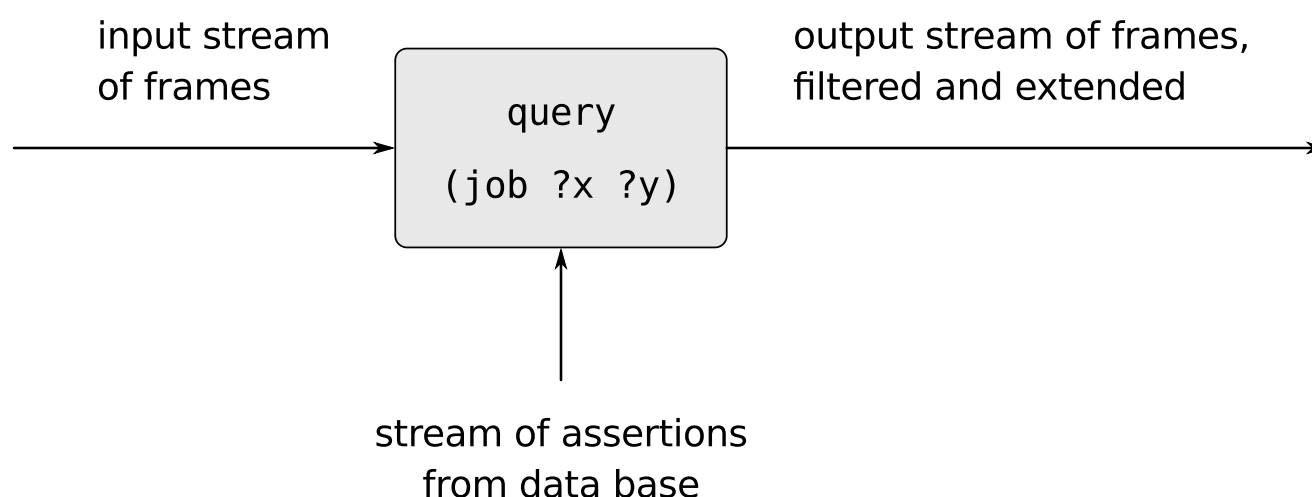 input stream
of frames
query
(job ?x ?y)
output stream of frames,
filtered and extended
stream of assertions
from data base